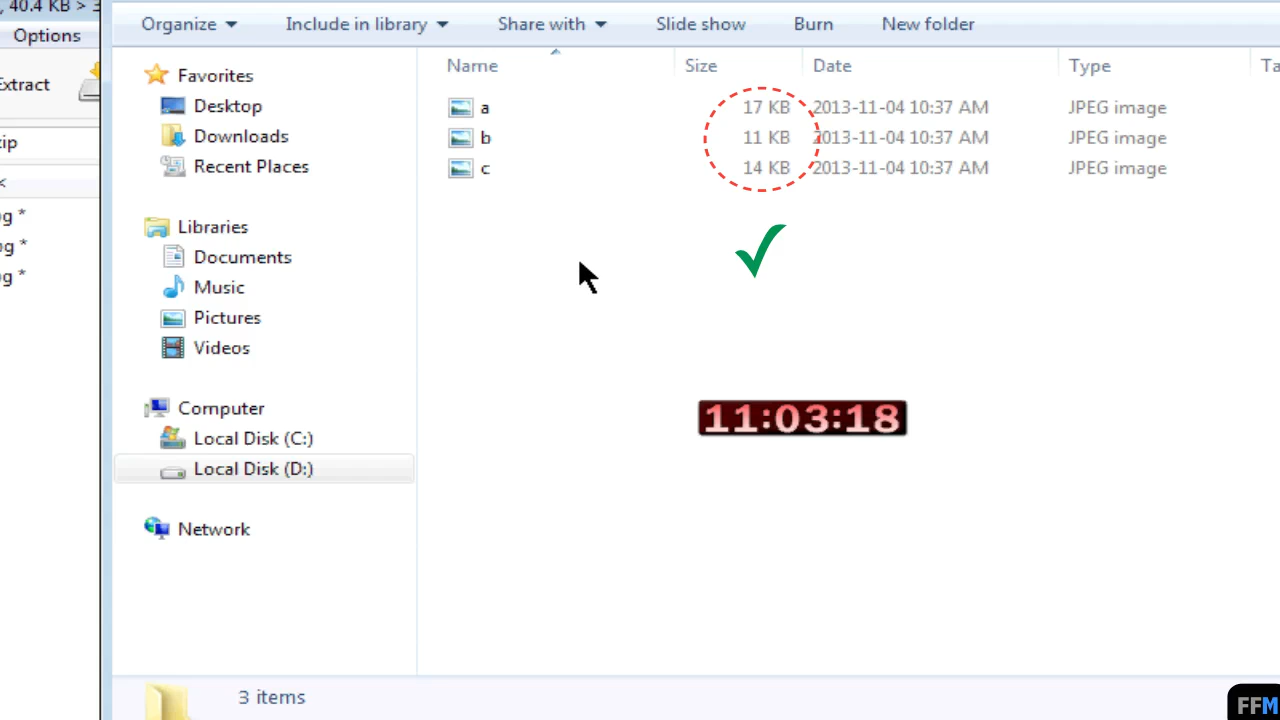 , 40.4 KB > 3
Options
Extract
ip
<
g *
g *
g *
Organize Include in library Share with Slide show Burn New folder
Name Size Date Type Ta
a 17 KB 2013-11-04 10:37 AM JPEG image
b 11 KB 2013-11-04 10:37 AM JPEG image
c 14 KB 2013-11-04 10:37 AM JPEG image
Favorites
Desktop
Downloads
Recent Places
Libraries
Documents
Music
Pictures
Videos
Computer
Local Disk (C:)
Local Disk (D:)
Network
11:03:18
3 items
FFM